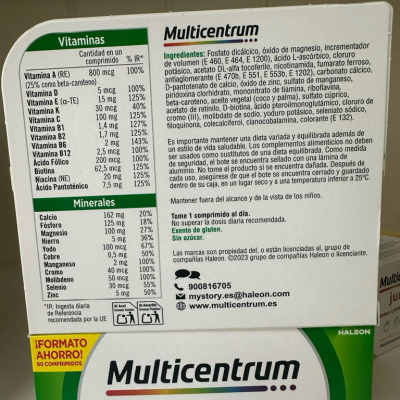 Vitaminas
Cantidad en un
comprimido % IR*
Vitamina A (RE) 800 mcg 100%
(25% como beta-caroteno)
Vitamina D 5 mcg 100%
Vitamina E (α-TE) 15 mg 125%
Vitamina K 30 mcg 40%
Vitamina C 100 mg 125%
Vitamina B1 1,4 mg 127%
Vitamina B2 1,7 mg 125%
Vitamina B6 2 mg 143%
Vitamina B12 2,5 mcg 100%
Ácido Fólico 200 mcg 100%
Biotina 62,5 mcg 125%
Niacina (NE) 20 mg 125%
Ácido Pantoténico 7,5 mg 125%
Minerales
Calcio 162 mg 20%
Fósforo 125 mg 18%
Magnesio 100 mg 27%
Hierro 5 mg 36%
Yodo 100 mcg 67%
Cobre 0,5 mg 50%
Manganeso 2 mg 100%
Cromo 40 mcg 100%
Molibdeno 50 mcg 100%
Selenio 30 mcg 55%
Zinc 5 mg 50%
*IR: Ingesta diaria
de Referencia
recomendada por la UE
Multicentrum
Ingredientes: Fosfato dicálcico, óxido de magnesio, incrementador
de volumen (E 460, E 464, E 1200), ácido L-ascórbico, cloruro
potásico, acetato DL-alfa tocoferilo, nicotinamida, fumarato ferroso,
antiaglomerante (E 470b, E 551, E 553b, E 1202), carbonato cálcico,
D-pantotenato de calcio, óxido de zinc, sulfato de manganeso,
piridoxina clorhidrato, mononitrato de tiamina, riboflavina,
beta-caroteno, aceite vegetal (coco y palma), sulfato cúprico,
acetato de retinilo, D-biotina, ácido pteroilmonoglutámico, cloruro de
cromo (III), molibdato de sodio, yoduro potásico, selenito sódico,
filoquinona, colecalciferol, cianocobalamina, colorante (E 132).
Es importante mantener una dieta variada y equilibrada además de
un estilo de vida saludable. Los complementos alimenticios no deben
ser usados como sustitutos de una dieta equilibrada. Como medida
de seguridad, el bote se encuentra sellado con una lámina de
aluminio. No tome el producto si se encuentra dañada. Después de
cada uso, asegúrese de que el bote se encuentra cerrado y guardado
dentro de su caja, en un lugar seco y a una temperatura inferior a 25°C.
Mantener fuera del alcance y de la vista de los niños.
Tome 1 comprimido al día.
No superar la dosis diaria recomendada.
Exento de gluten.
Sin azúcar.
Las marcas son propiedad del, o están licenciadas al, grupo de
compañías Haleon. ©2023 grupo de compañías Haleon o licenciante.
900816705
mystory.es@haleon.com
www.multicentrum.es
HALEON
¡FORMATO
AHORRO!
90 COMPRIMIDOS
Multicentrum